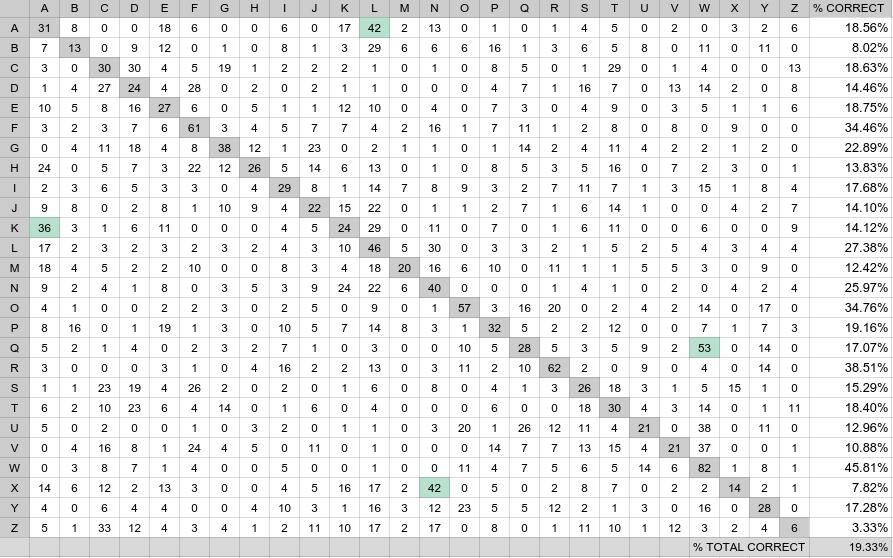 A B C D E F G H I J K L M N O P Q R S T U V W X Y Z % CORRECT
A 31 8 0 0 18 6 0 0 6 0 17 42 2 13 0 1 0 1 4 5 0 2 0 3 2 6 18.56%
B 7 13 0 9 12 0 1 0 8 1 3 29 6 6 6 16 1 3 6 5 8 0 11 0 11 0 8.02%
C 3 0 30 30 4 5 19 1 2 2 2 1 0 1 0 8 5 0 1 29 0 1 4 0 0 13 18.63%
D 1 4 27 24 4 28 0 2 0 2 1 1 0 0 0 4 7 1 16 7 0 13 14 2 0 8 14.46%
E 10 5 8 16 27 6 0 5 1 1 12 10 0 4 0 7 3 0 4 9 0 3 5 1 1 6 18.75%
F 3 2 3 7 6 61 3 4 5 7 7 4 2 16 1 7 11 1 2 8 0 8 0 9 0 0 34.46%
G 0 4 11 18 4 8 38 12 1 23 0 2 1 1 0 1 14 2 4 11 4 2 2 1 2 0 22.89%
H 24 0 5 7 3 22 12 26 5 14 6 13 0 1 0 8 5 3 5 16 0 7 2 3 0 1 13.83%
I 2 3 6 5 3 3 0 4 29 8 1 14 7 8 9 3 2 7 11 7 1 3 15 1 8 4 17.68%
J 9 8 0 2 8 1 10 9 4 22 15 22 0 1 1 2 7 1 6 14 1 0 0 4 2 7 14.10%
K 36 3 1 6 11 0 0 0 4 5 24 29 0 11 0 7 0 1 6 11 0 0 6 0 0 9 14.12%
L 17 2 3 2 3 2 3 2 4 3 10 46 5 30 0 3 3 2 1 5 2 5 4 3 4 4 27.38%
M 18 4 5 2 2 10 0 0 8 3 4 18 20 16 6 10 0 11 1 1 5 5 3 0 9 0 12.42%
N 9 2 4 1 8 0 3 5 3 9 24 22 6 40 0 0 0 1 4 1 0 2 0 4 2 4 25.97%
O 4 1 0 0 2 2 3 0 2 5 0 9 0 1 57 3 16 20 0 2 4 2 14 0 17 0 34.76%
P 8 16 0 1 19 1 3 0 10 5 7 14 8 3 1 32 5 2 2 12 0 0 7 1 7 3 19.16%
Q 5 2 1 4 0 2 3 2 7 1 0 3 0 0 10 5 28 5 3 5 9 2 53 0 14 0 17.07%
R 3 0 0 0 3 1 0 4 16 2 2 13 0 3 11 2 10 62 2 0 9 0 4 0 14 0 38.51%
S 1 1 23 19 4 26 2 0 2 0 1 6 0 8 0 4 1 3 26 18 3 1 5 15 1 0 15.29%
T 6 2 10 23 6 4 14 0 1 6 0 4 0 0 0 6 0 0 18 30 4 3 14 0 1 11 18.40%
U 5 0 2 0 0 1 0 3 2 0 0 1 1 0 3 20 1 26 12 11 4 21 0 38 0 11 0 12.96%
V 0 4 16 8 1 24 4 5 0 11 0 0 1 0 0 14 7 7 13 15 4 21 37 0 0 1 10.88%
W 0 3 8 7 1 4 0 0 5 0 0 1 0 0 11 4 7 5 6 5 14 6 82 1 8 1 45.81%
X 14 6 12 2 13 3 0 0 4 5 16 17 2 42 0 5 0 2 8 7 0 2 2 14 2 1 7.82%
Y 4 0 6 4 4 0 0 4 10 3 1 16 3 12 23 5 5 12 2 1 3 0 16 0 28 0 17.28%
Z 5 1 33 12 4 3 4 1 2 11 10 17 2 17 0 8 0 1 11 10 1 12 3 2 4 6 3.33%
% TOTAL CORRECT 19.33%